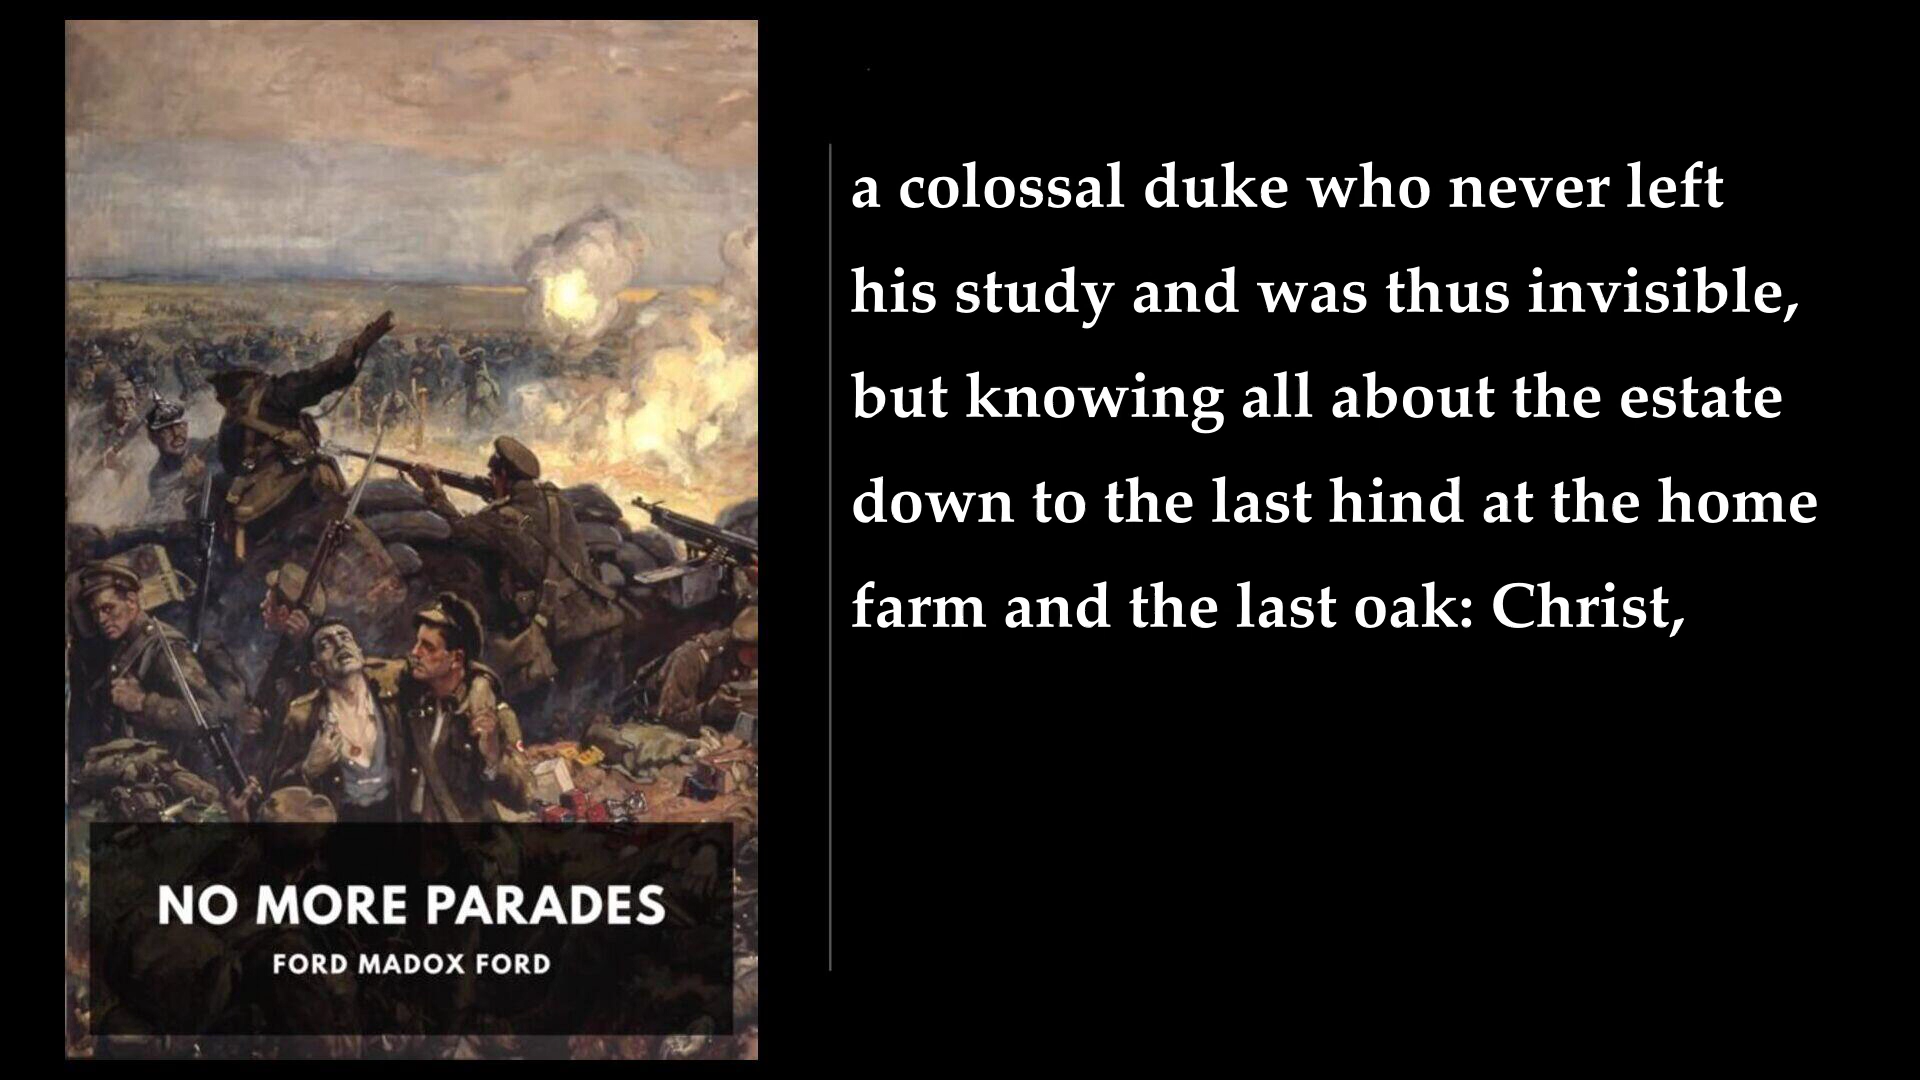 a colossal duke who never left
his study and was thus invisible,
but knowing all about the estate
down to the last hind at the home
farm and the last oak: Christ,
NO MORE PARADES
FORD MADOX FORD